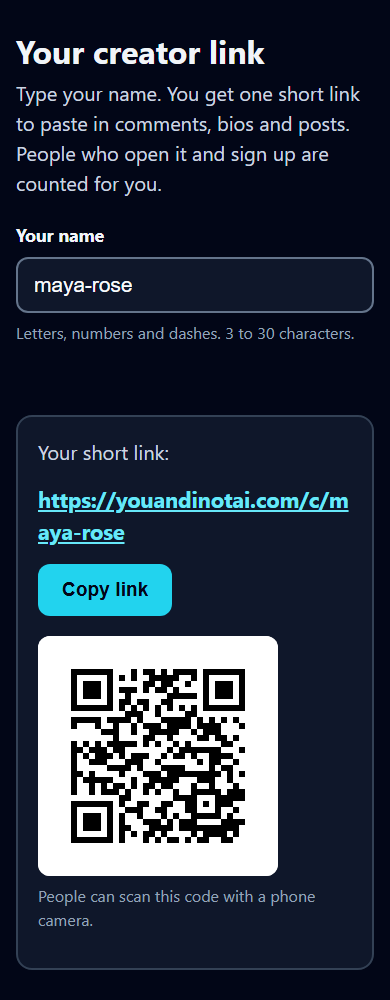 Your creator link
Type your name. You get one short link
to paste in comments, bios and posts.
People who open it and sign up are
counted for you.
Your name
maya-rose
Letters, numbers and dashes. 3 to 30 characters.
Your short link:
https://youandinotai.com/c/m
aya-rose
Copy link
People can scan this code with a phone
camera.